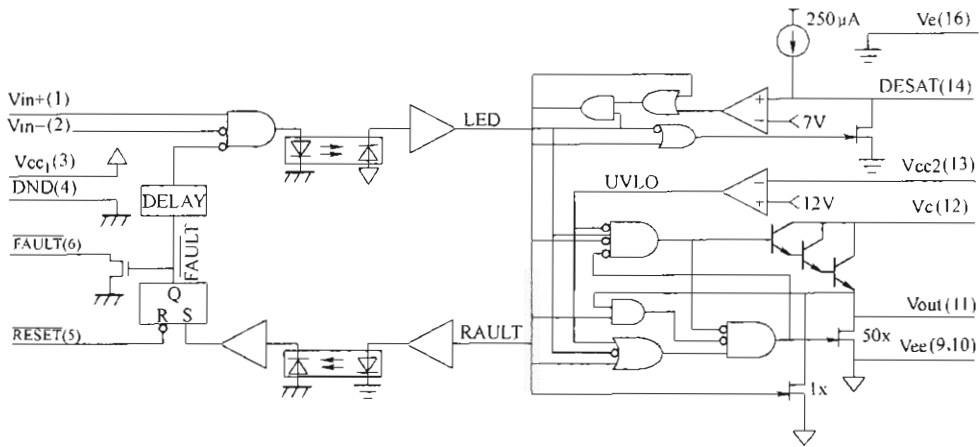 250μA
Ve(16)
Vin+(1)
Vin−(2)
LED
DESAT(14)
7V
Vcc1(3)
DND(4)
DELAY
UVLO
Vcc2(13)
12V
Vc(12)
FAULT(6)
FAULT
Q
R S
RESET(5)
RAULT
Vout(11)
50x
Vee(9,10)
1x
+
−
−
+